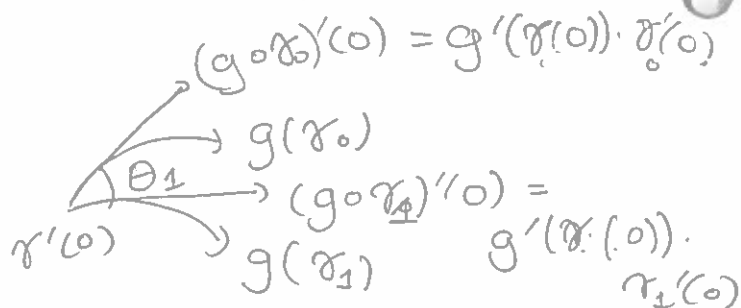 (g∘γ₀)'(0) = g'(γ(0)) · γ₀'(0)
g(γ₀)
θ1
(g∘γ₁)'(0) =
g'(γ(0)) ·
γ₁'(0)
γ'(0)
g(γ₁)